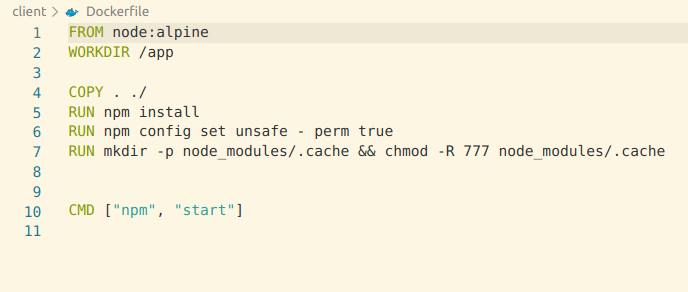 client > Dockerfile
1 FROM node:alpine
2 WORKDIR /app
3
4 COPY . ./
5 RUN npm install
6 RUN npm config set unsafe - perm true
7 RUN mkdir -p node_modules/.cache && chmod -R 777 node_modules/.cache
8
9
10 CMD ["npm", "start"]
11